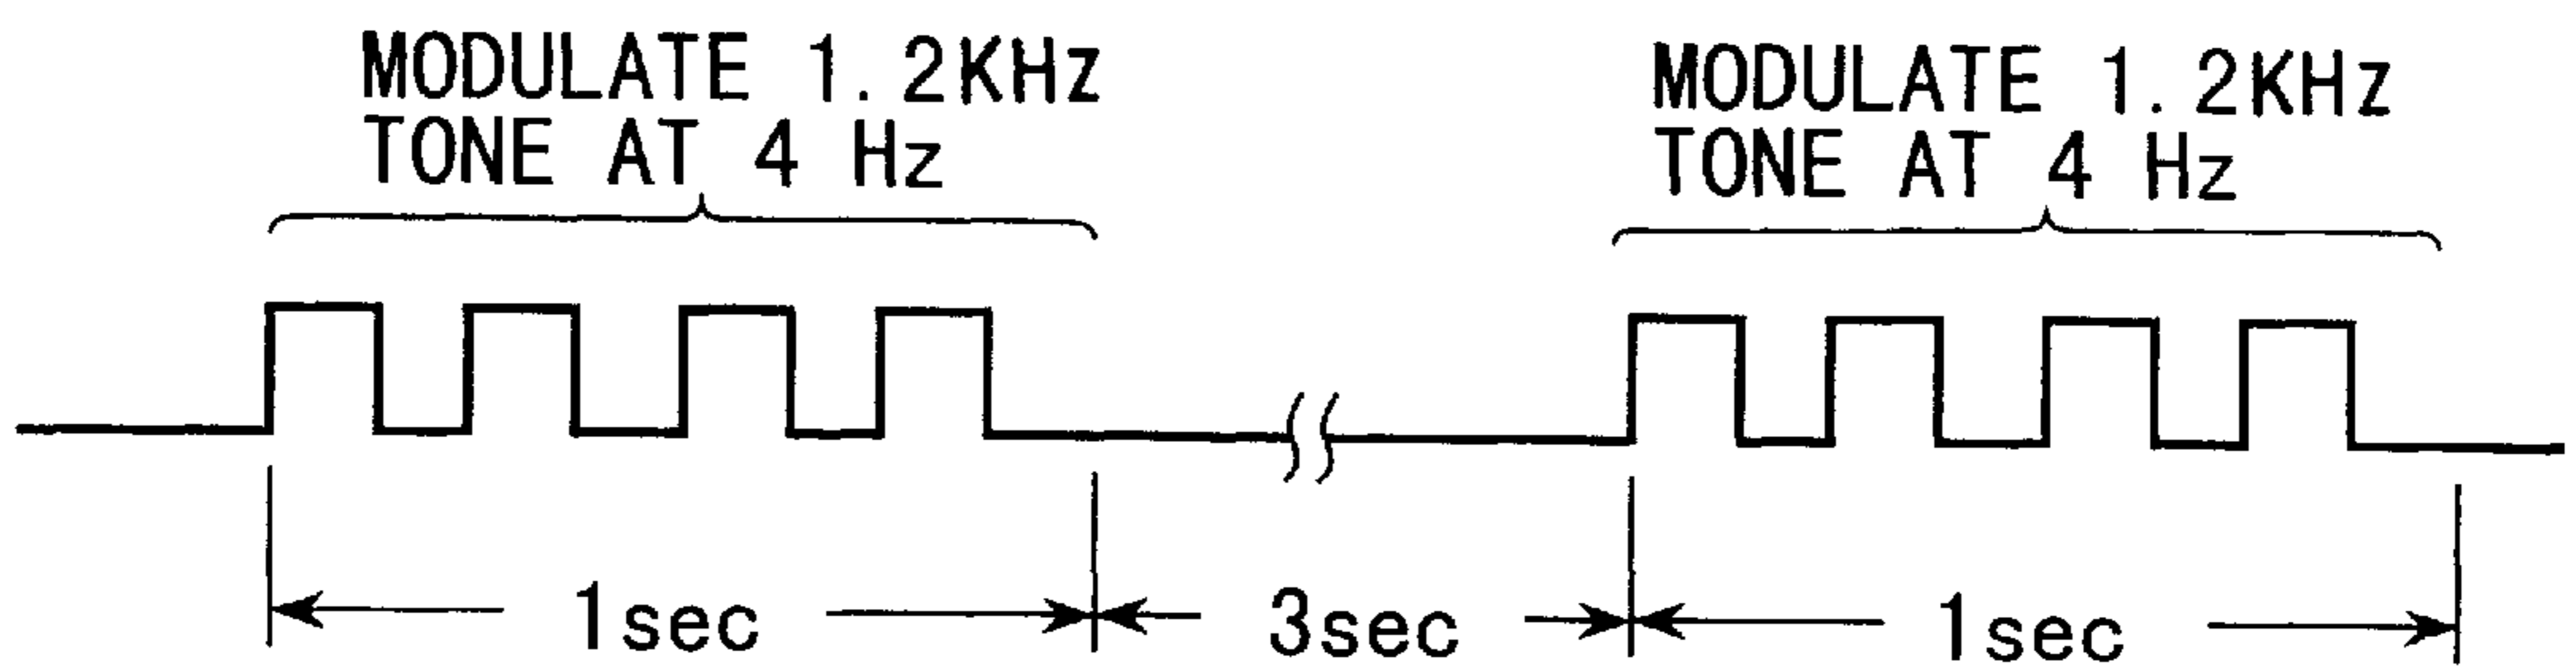 MODULATE 1.2KHz
TONE AT 4 Hz
MODULATE 1.2KHz
TONE AT 4 Hz
1sec
3sec
1sec